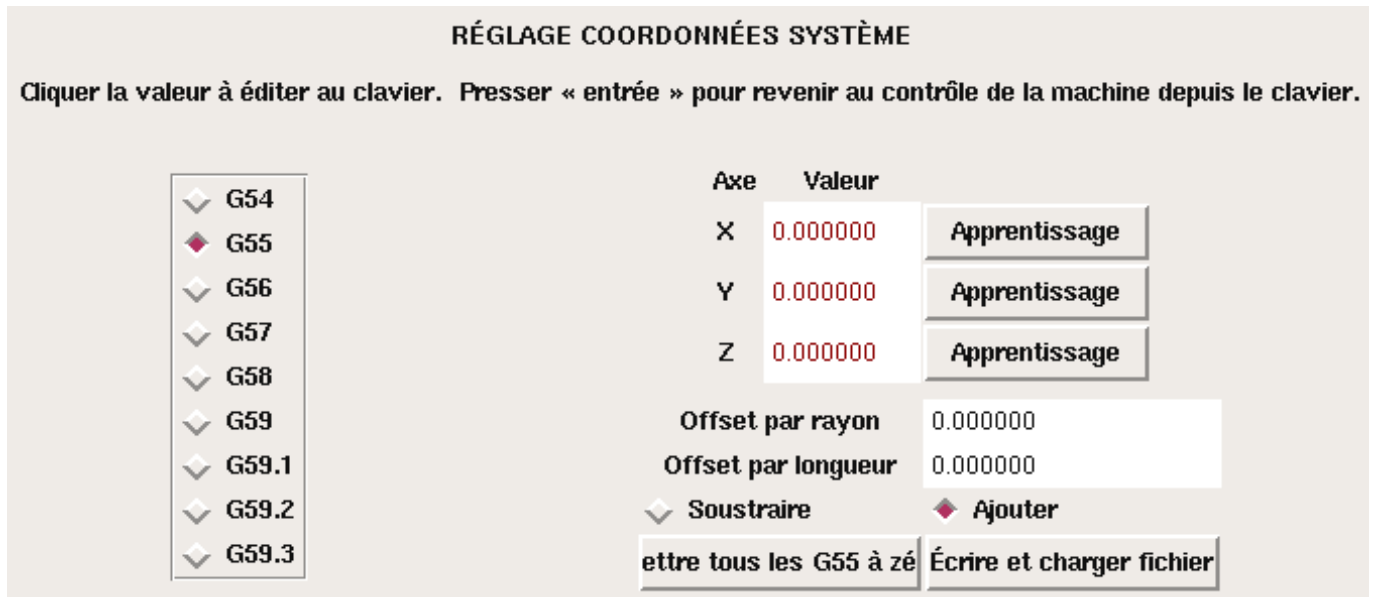 RÉGLAGE COORDONNÉES SYSTÈME
Cliquer la valeur à éditer au clavier. Presser « entrée » pour revenir au contrôle de la machine depuis le clavier.
G54
G55
G56
G57
G58
G59
G59.1
G59.2
G59.3
Axe Valeur
X 0.000000 Apprentissage
Y 0.000000 Apprentissage
Z 0.000000 Apprentissage
Offset par rayon 0.000000
Offset par longueur 0.000000
Soustraire Ajouter
ettre tous les G55 à zé Écrire et charger fichier